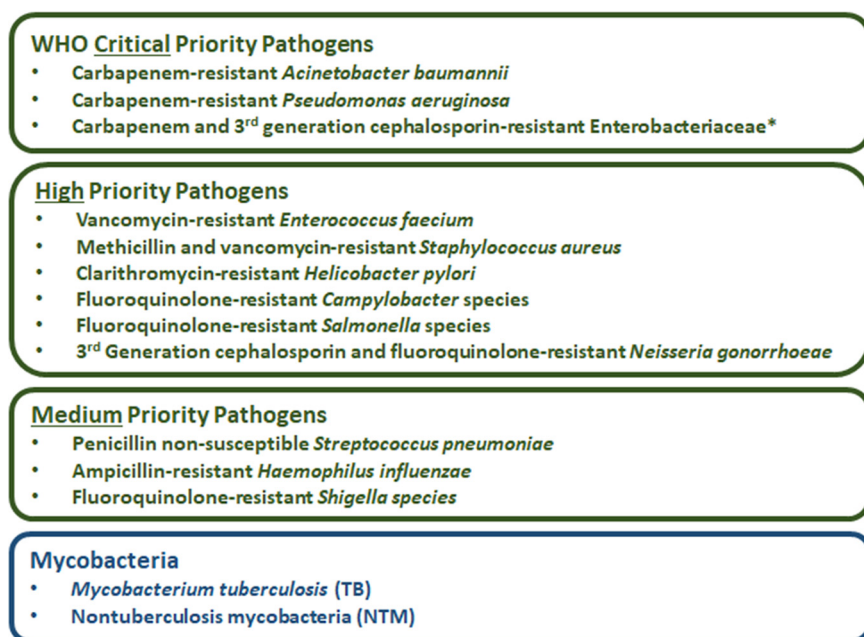 WHO Critical Priority Pathogens
• Carbapenem-resistant Acinetobacter baumannii
• Carbapenem-resistant Pseudomonas aeruginosa
• Carbapenem and 3rd generation cephalosporin-resistant Enterobacteriaceae*
High Priority Pathogens
• Vancomycin-resistant Enterococcus faecium
• Methicillin and vancomycin-resistant Staphylococcus aureus
• Clarithromycin-resistant Helicobacter pylori
• Fluoroquinolone-resistant Campylobacter species
• Fluoroquinolone-resistant Salmonella species
• 3rd Generation cephalosporin and fluoroquinolone-resistant Neisseria gonorrhoeae
Medium Priority Pathogens
• Penicillin non-susceptible Streptococcus pneumoniae
• Ampicillin-resistant Haemophilus influenzae
• Fluoroquinolone-resistant Shigella species
Mycobacteria
• Mycobacterium tuberculosis (TB)
• Nontuberculosis mycobacteria (NTM)